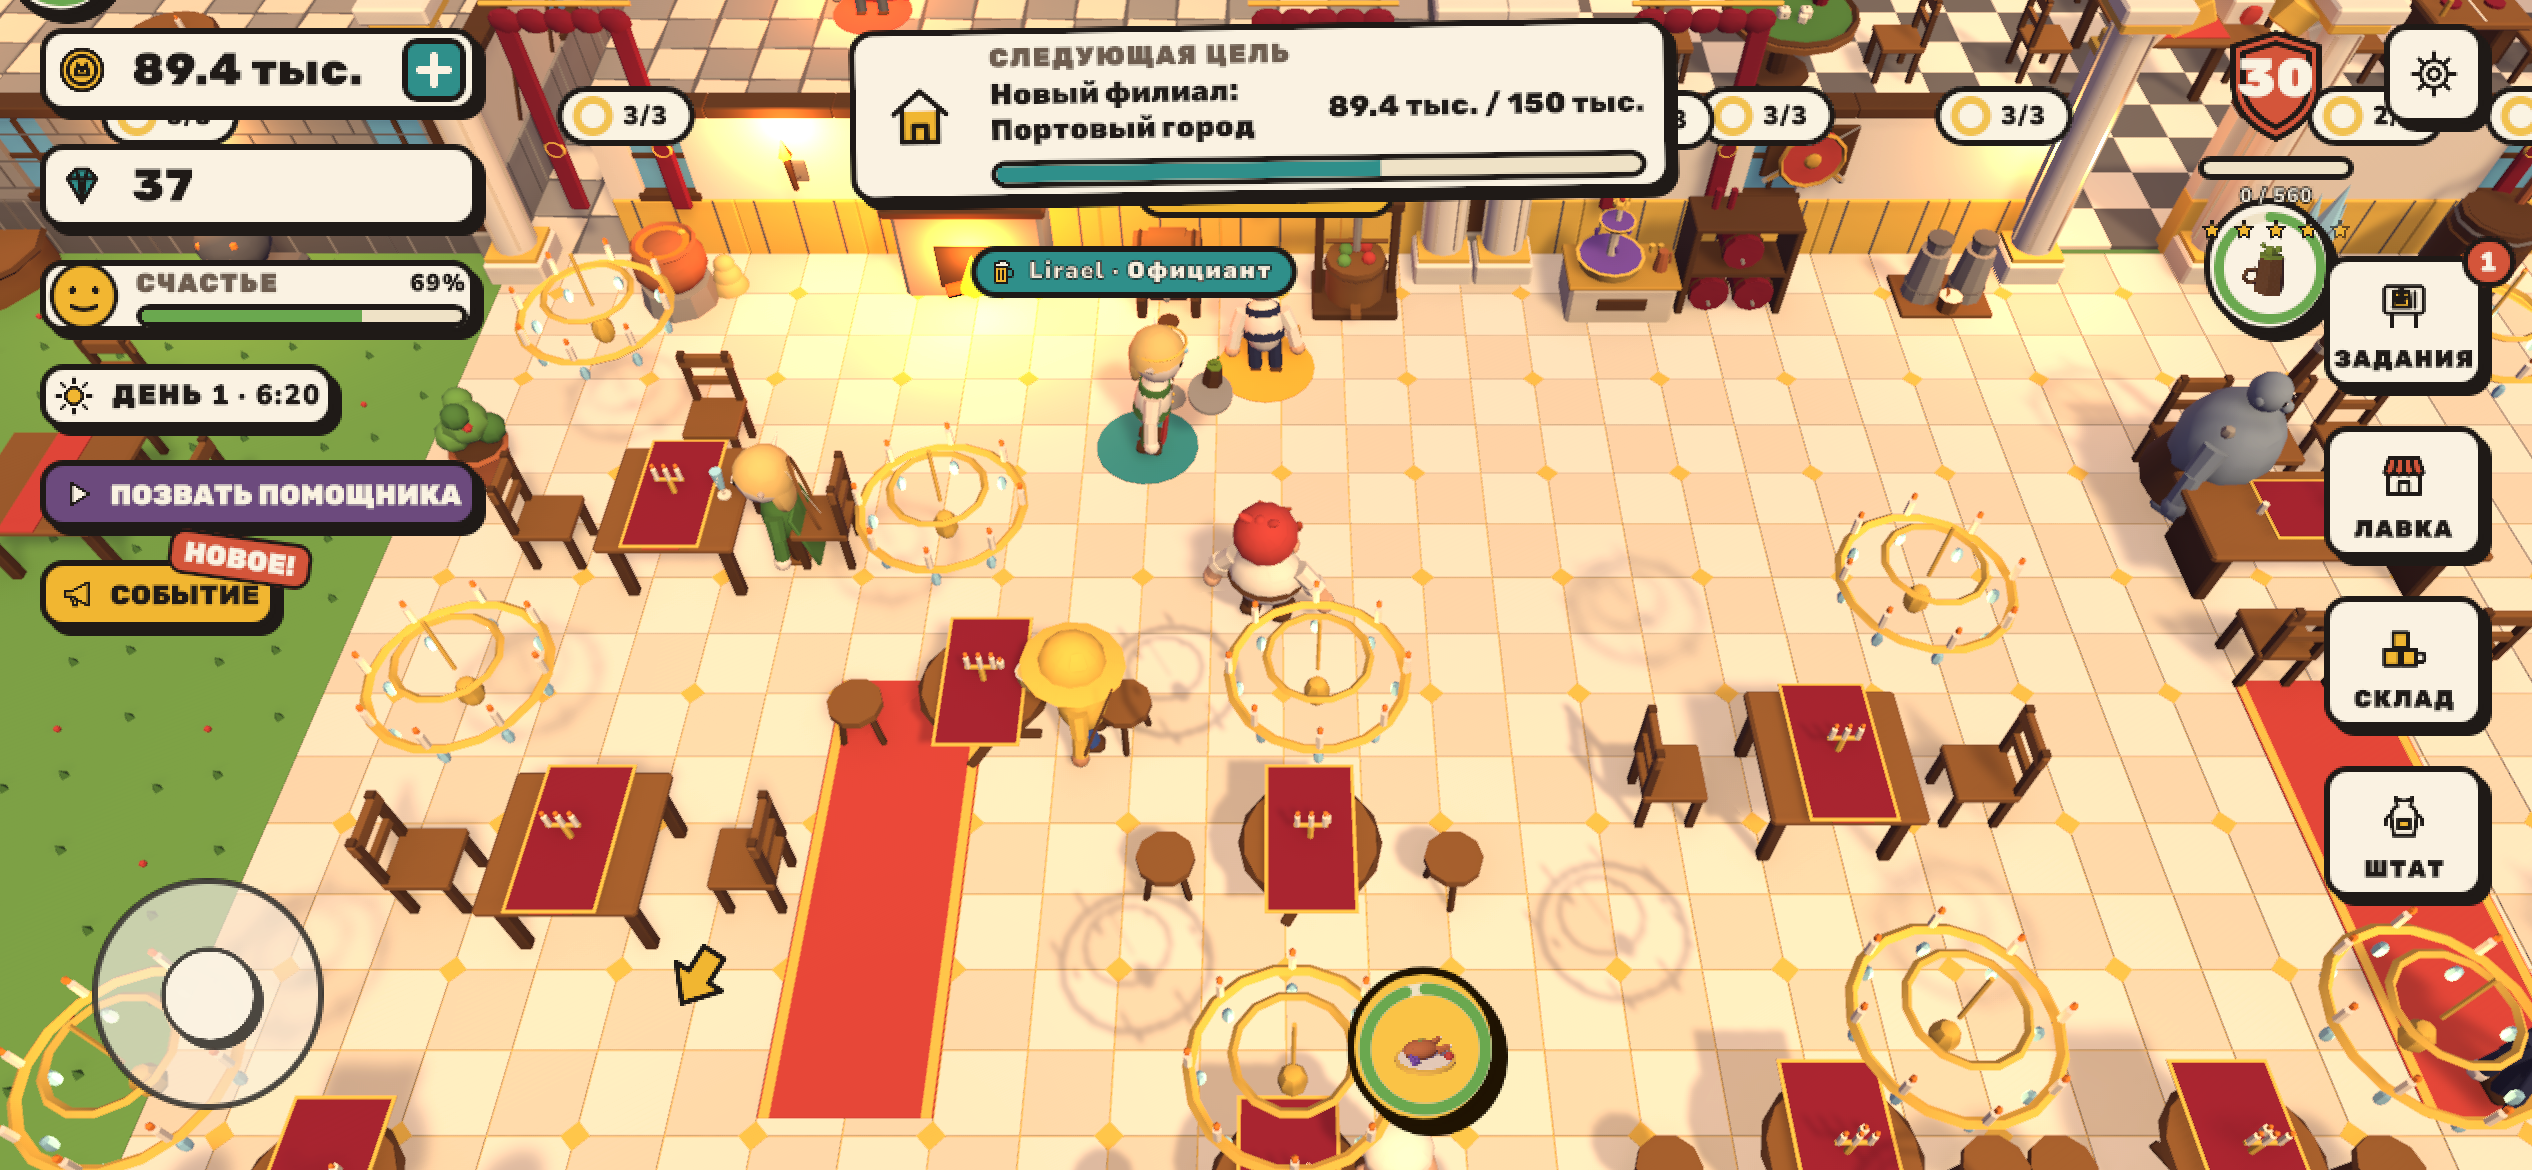 89.4 тыс.
СЛЕДУЮЩАЯ ЦЕЛЬ
Новый филиал:
Портовый город
89.4 тыс. / 150 тыс.
30
3/3
3/3
3/3
37
0 / 560
СЧАСТЬЕ
69%
Lirael · Официант
1
ЗАДАНИЯ
ДЕНЬ 1 · 6:20
ПОЗВАТЬ ПОМОЩНИКА
ЛАВКА
НОВОЕ!
СОБЫТИЕ
СКЛАД
ШТАТ